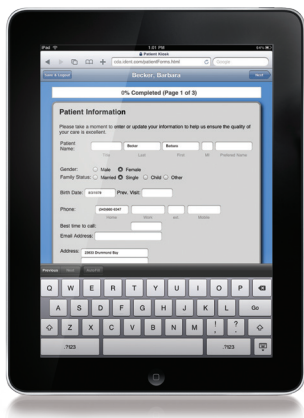 iPad 1:01 PM
Patient Kiosk
Google
Save & Logout Becker, Barbara Next
0% Completed (Page 1 of 3)
Patient Information
Please take a moment to enter or update your information to help us ensure the quality of
your care is excellent.
Patient
Name: Becker Barbara
Title Last First MI Preferred Name
Gender: Male Female
Family Status: Married Single Child Other
Birth Date: Prev. Visit:
Phone:
Home Work ext Mobile
Best time to call:
Email Address:
Address:
Previous Next AutoFill
Q W E R T Y U I O P
A S D F G H J K L Go
Z X C V B N M ! , ? .
.?123 .?123